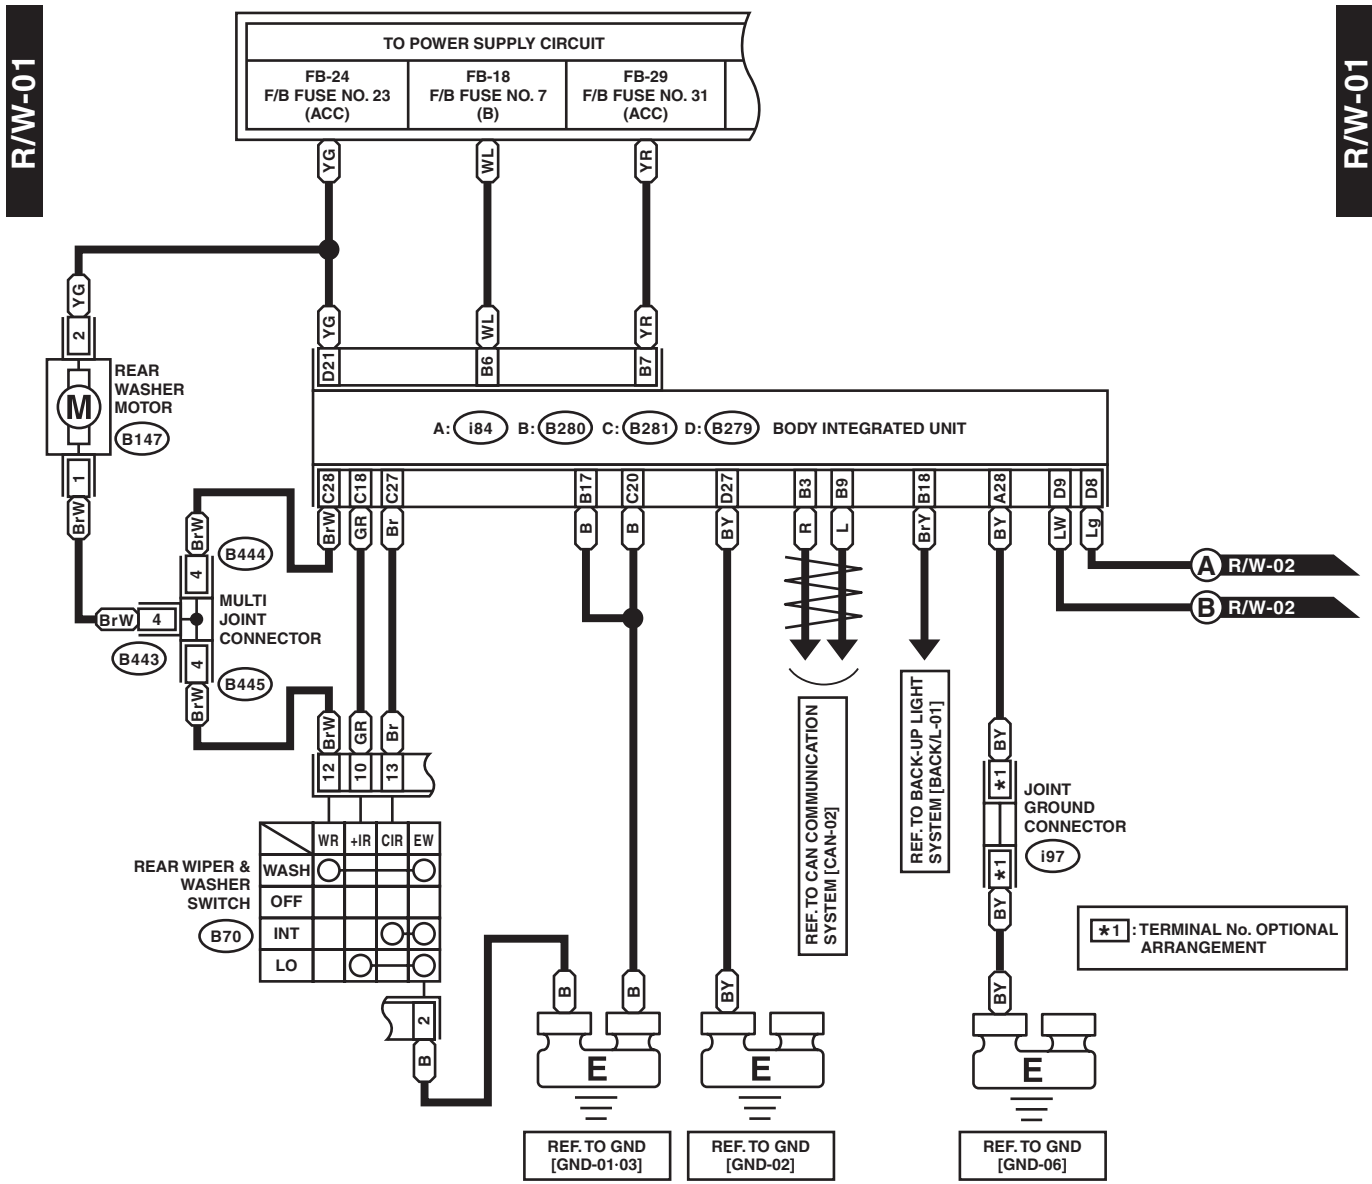 R/W-01
R/W-01
TO POWER SUPPLY CIRCUIT
FB-24
F/B FUSE NO. 23
(ACC)
FB-18
F/B FUSE NO. 7
(B)
FB-29
F/B FUSE NO. 31
(ACC)
YG
WL
YR
YG
2
YG
WL
YR
D21
B6
B7
M
REAR
WASHER
MOTOR
B147
1
BrW
A: i84 B: B280 C: B281 D: B279 BODY INTEGRATED UNIT
C28
C18
C27
B17
C20
D27
B3
B9
B18
A28
D9
D8
BrW
GR
Br
B
B
BY
R
L
BrY
BY
LW
Lg
A R/W-02
B R/W-02
BrW
B444
4
MULTI
JOINT
CONNECTOR
BrW
4
B443
4
B445
BrW
BrW
GR
Br
12
10
13
REF. TO CAN COMMUNICATION
SYSTEM [CAN-02]
REF. TO BACK-UP LIGHT
SYSTEM [BACK/L-01]
BY
*1
JOINT
GROUND
CONNECTOR
i97
*1
BY
REAR WIPER &
WASHER
SWITCH
B70
WR +IR CIR EW
WASH
OFF
INT
LO
*1 : TERMINAL No. OPTIONAL
ARRANGEMENT
2
B
B
B
BY
BY
E
E
E
REF. TO GND
[GND-01·03]
REF. TO GND
[GND-02]
REF. TO GND
[GND-06]